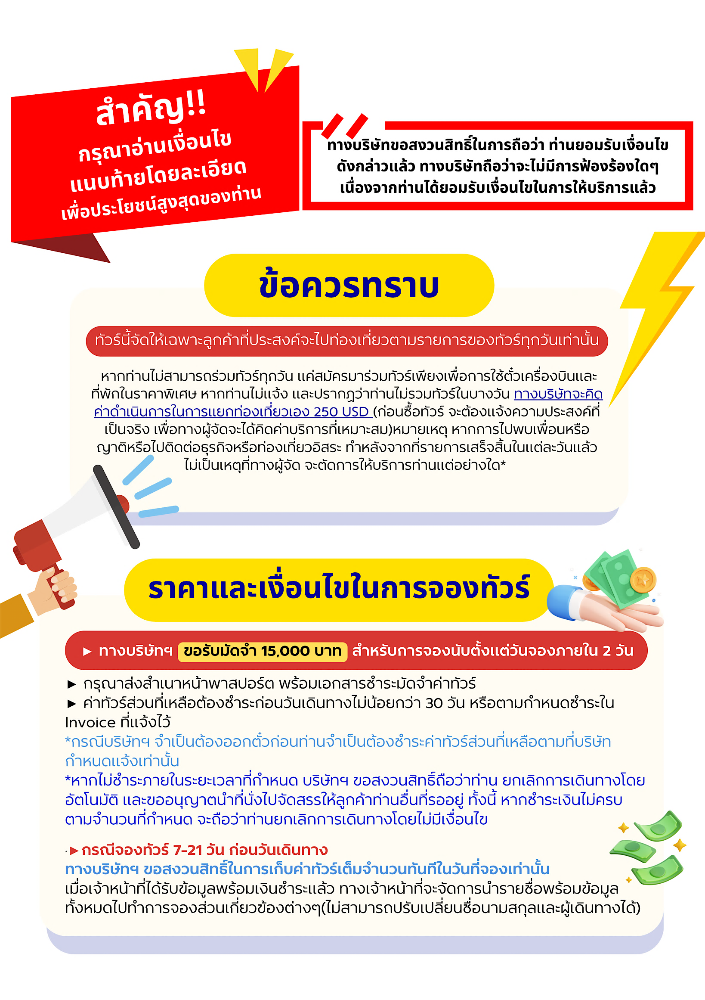 สำคัญ!!
กรุณาอ่านเงื่อนไข
แนบท้ายโดยละเอียด
เพื่อประโยชน์สูงสุดของท่าน
ทางบริษัทขอสงวนสิทธิ์ในการถือว่า ท่านยอมรับเงื่อนไข
ดังกล่าวแล้ว ทางบริษัทถือว่าจะไม่มีการฟ้องร้องใดๆ
เนื่องจากท่านได้ยอมรับเงื่อนไขในการให้บริการแล้ว
ข้อควรทราบ
ทัวร์นี้จัดให้เฉพาะลูกค้าที่ประสงค์จะไปท่องเที่ยวตามรายการของทัวร์ทุกวันเท่านั้น
หากท่านไม่สามารถร่วมทัวร์ทุกวัน แค่สมัครมาร่วมทัวร์เพียงเพื่อการใช้ตั๋วเครื่องบินและ
ที่พักในราคาพิเศษ หากท่านไม่แจ้ง และปรากฏว่าท่านไม่รวมทัวร์ในบางวัน ทางบริษัทจะคิด
ค่าดำเนินการในการแยกท่องเที่ยวเอง 250 USD (ก่อนซื้อทัวร์ จะต้องแจ้งความประสงค์ที่
เป็นจริง เพื่อทางผู้จัดจะได้คิดค่าบริการที่เหมาะสม)หมายเหตุ หากการไปพบเพื่อนหรือ
ญาติหรือไปติดต่อธุรกิจหรือท่องเที่ยวอิสระ ทำหลังจากที่รายการเสร็จสิ้นในแต่ละวันแล้ว
ไม่เป็นเหตุที่ทางผู้จัด จะตัดการให้บริการท่านแต่อย่างใด*
ราคาและเงื่อนไขในการจองทัวร์
► ทางบริษัทฯ ขอรับมัดจำ 15,000 บาท สำหรับการจองนับตั้งแต่วันจองภายใน 2 วัน
► กรุณาส่งสำเนาหน้าพาสปอร์ต พร้อมเอกสารชำระมัดจำค่าทัวร์
► ค่าทัวร์ส่วนที่เหลือต้องชำระก่อนวันเดินทางไม่น้อยกว่า 30 วัน หรือตามกำหนดชำระใน
Invoice ที่แจ้งไว้
*กรณีบริษัทฯ จำเป็นต้องออกตั๋วก่อนท่านจำเป็นต้องชำระค่าทัวร์ส่วนที่เหลือตามที่บริษัท
กำหนดแจ้งเท่านั้น
*หากไม่ชำระภายในระยะเวลาที่กำหนด บริษัทฯ ขอสงวนสิทธิ์ถือว่าท่าน ยกเลิกการเดินทางโดย
อัตโนมัติ และขออนุญาตนำที่นั่งไปจัดสรรให้ลูกค้าท่านอื่นที่รออยู่ ทั้งนี้ หากชำระเงินไม่ครบ
ตามจำนวนที่กำหนด จะถือว่าท่านยกเลิกการเดินทางโดยไม่มีเงื่อนไข
·►กรณีจองทัวร์ 7-21 วัน ก่อนวันเดินทาง
ทางบริษัทฯ ขอสงวนสิทธิ์ในการเก็บค่าทัวร์เต็มจำนวนทันทีในวันที่จองเท่านั้น
เมื่อเจ้าหน้าที่ได้รับข้อมูลพร้อมเงินชำระแล้ว ทางเจ้าหน้าที่จะจัดการนำรายชื่อพร้อมข้อมูล
ทั้งหมดไปทำการจองส่วนเกี่ยวข้องต่างๆ(ไม่สามารถปรับเปลี่ยนชื่อนามสกุลและผู้เดินทางได้)